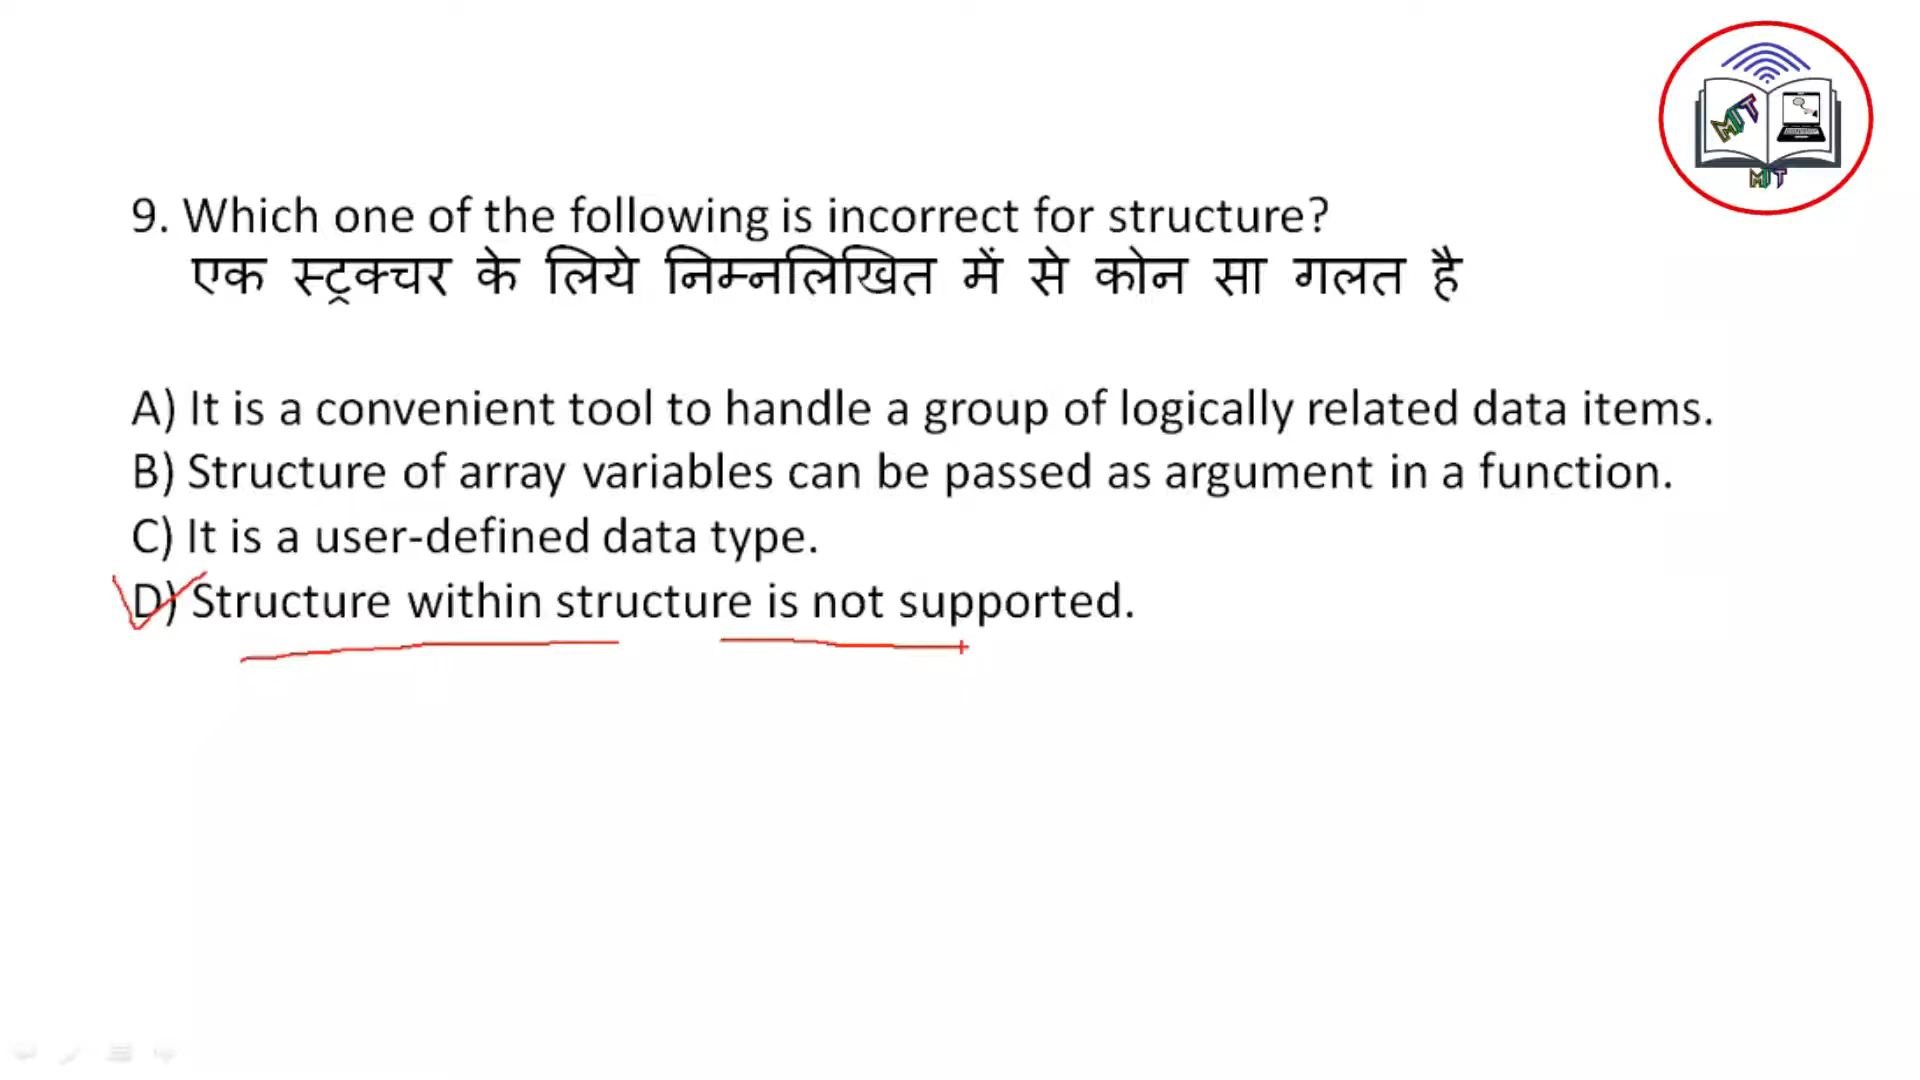 MIT
MIT
9. Which one of the following is incorrect for structure?
एक स्ट्रक्चर के लिये निम्नलिखित में से कोन सा गलत है
A) It is a convenient tool to handle a group of logically related data items.
B) Structure of array variables can be passed as argument in a function.
C) It is a user-defined data type.
D) Structure within structure is not supported.